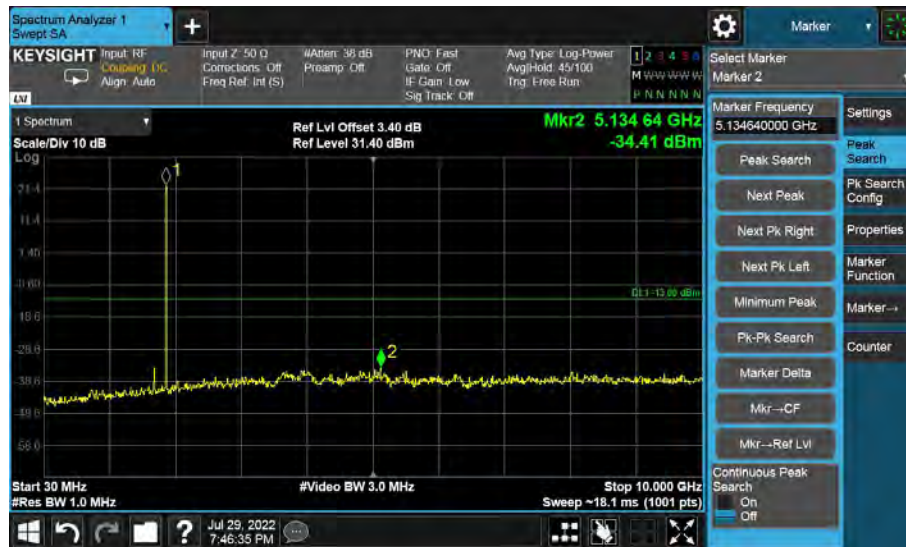 Spectrum Analyzer 1
Swept SA
Marker
KEYSIGHT
Input: RF
Coupling: DC
Align: Auto
Input Z: 50 Ω
Corrections: Off
Freq Ref: Int (S)
#Atten: 38 dB
Preamp: Off
PNO: Fast
Gate: Off
IF Gain: Low
Sig Track: Off
Avg Type: Log-Power
Avg|Hold: 45/100
Trig: Free Run
1 2 3 4 5 6
M W W W W W
P N N N N N
LXI
Select Marker
Marker 2
1 Spectrum
Scale/Div 10 dB
Log
Ref Lvl Offset 3.40 dB
Ref Level 31.40 dBm
Mkr2 5.134 64 GHz
-34.41 dBm
21.4
11.4
1.40
-8.60
-18.6
-28.6
-38.6
-48.6
-58.6
1
2
DL1 -13.00 dBm
Start 30 MHz
#Res BW 1.0 MHz
#Video BW 3.0 MHz
Stop 10.000 GHz
Sweep ~18.1 ms (1001 pts)
Marker Frequency
5.134640000 GHz
Peak Search
Next Peak
Next Pk Right
Next Pk Left
Minimum Peak
Pk-Pk Search
Marker Delta
Mkr→CF
Mkr→Ref Lvl
Continuous Peak
Search
On
Off
Settings
Peak
Search
Pk Search
Config
Properties
Marker
Function
Marker→
Counter
Jul 29, 2022
7:46:35 PM